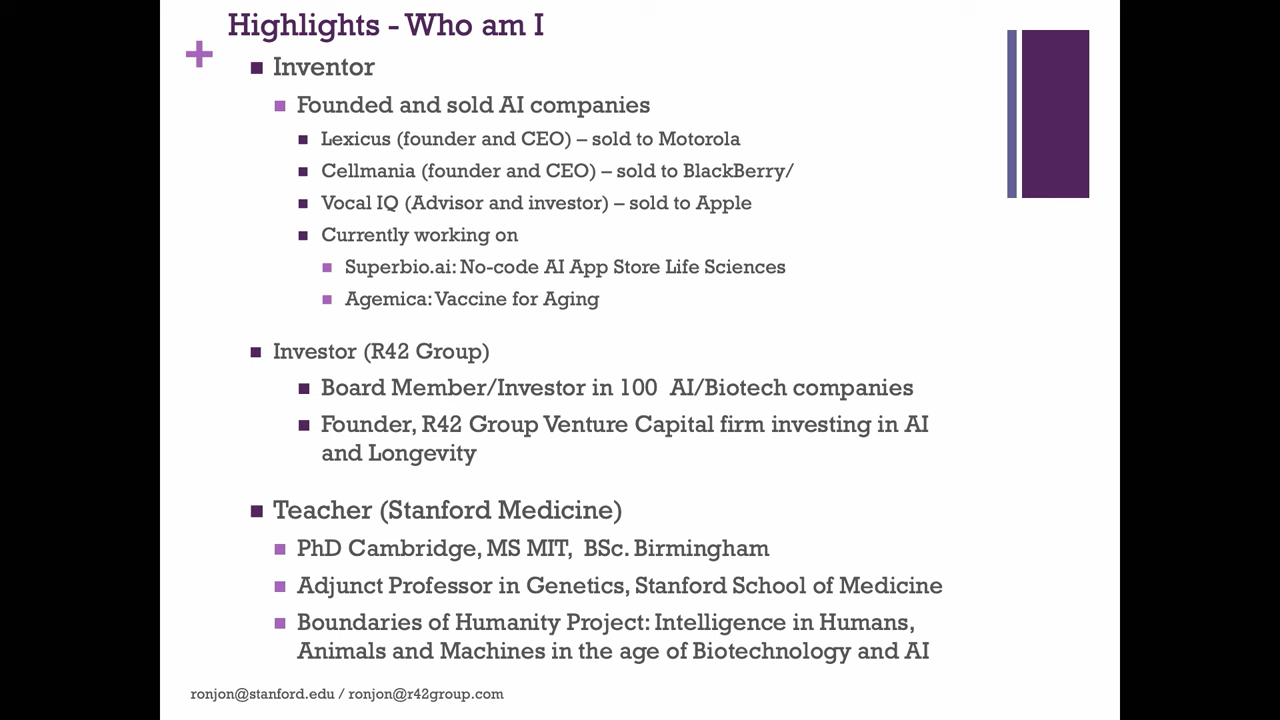 Highlights - Who am I
+
Inventor
Founded and sold AI companies
Lexicus (founder and CEO) – sold to Motorola
Cellmania (founder and CEO) – sold to BlackBerry/
Vocal IQ (Advisor and investor) – sold to Apple
Currently working on
Superbio.ai: No-code AI App Store Life Sciences
Agemica: Vaccine for Aging
Investor (R42 Group)
Board Member/Investor in 100 AI/Biotech companies
Founder, R42 Group Venture Capital firm investing in AI
and Longevity
Teacher (Stanford Medicine)
PhD Cambridge, MS MIT, BSc. Birmingham
Adjunct Professor in Genetics, Stanford School of Medicine
Boundaries of Humanity Project: Intelligence in Humans,
Animals and Machines in the age of Biotechnology and AI
ronjon@stanford.edu / ronjon@r42group.com